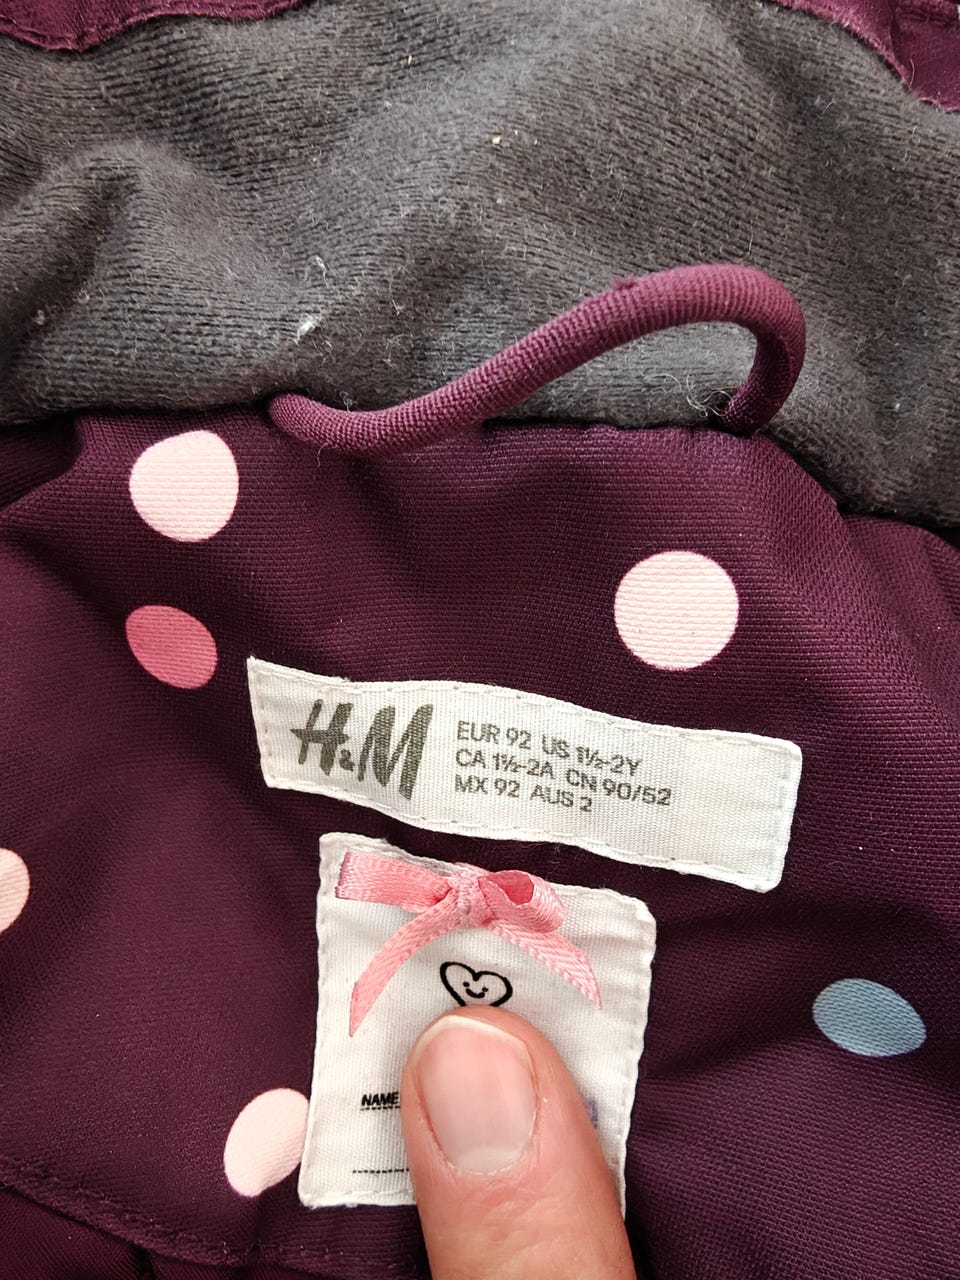 H&M
EUR 92 US 1½-2Y
CA 1½-2A CN 90/52
MX 92 AUS 2
NAME